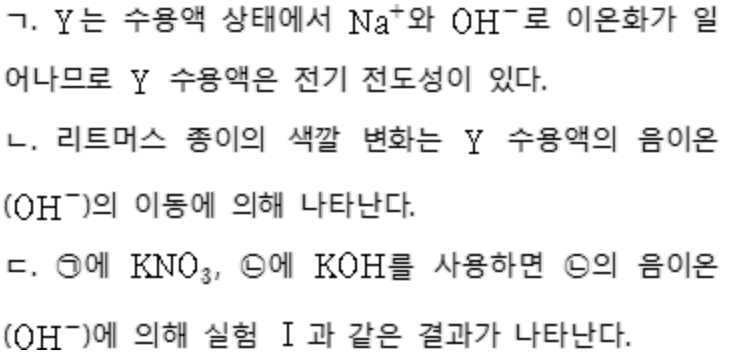 ㄱ. Y는 수용액 상태에서 Na⁺와 OH⁻로 이온화가 일
어나므로 Y 수용액은 전기 전도성이 있다.
ㄴ. 리트머스 종이의 색깔 변화는 Y 수용액의 음이온
(OH⁻)의 이동에 의해 나타난다.
ㄷ. ㉠에 KNO₃, ㉡에 KOH를 사용하면 ㉡의 음이온
(OH⁻)에 의해 실험 Ⅰ과 같은 결과가 나타난다.